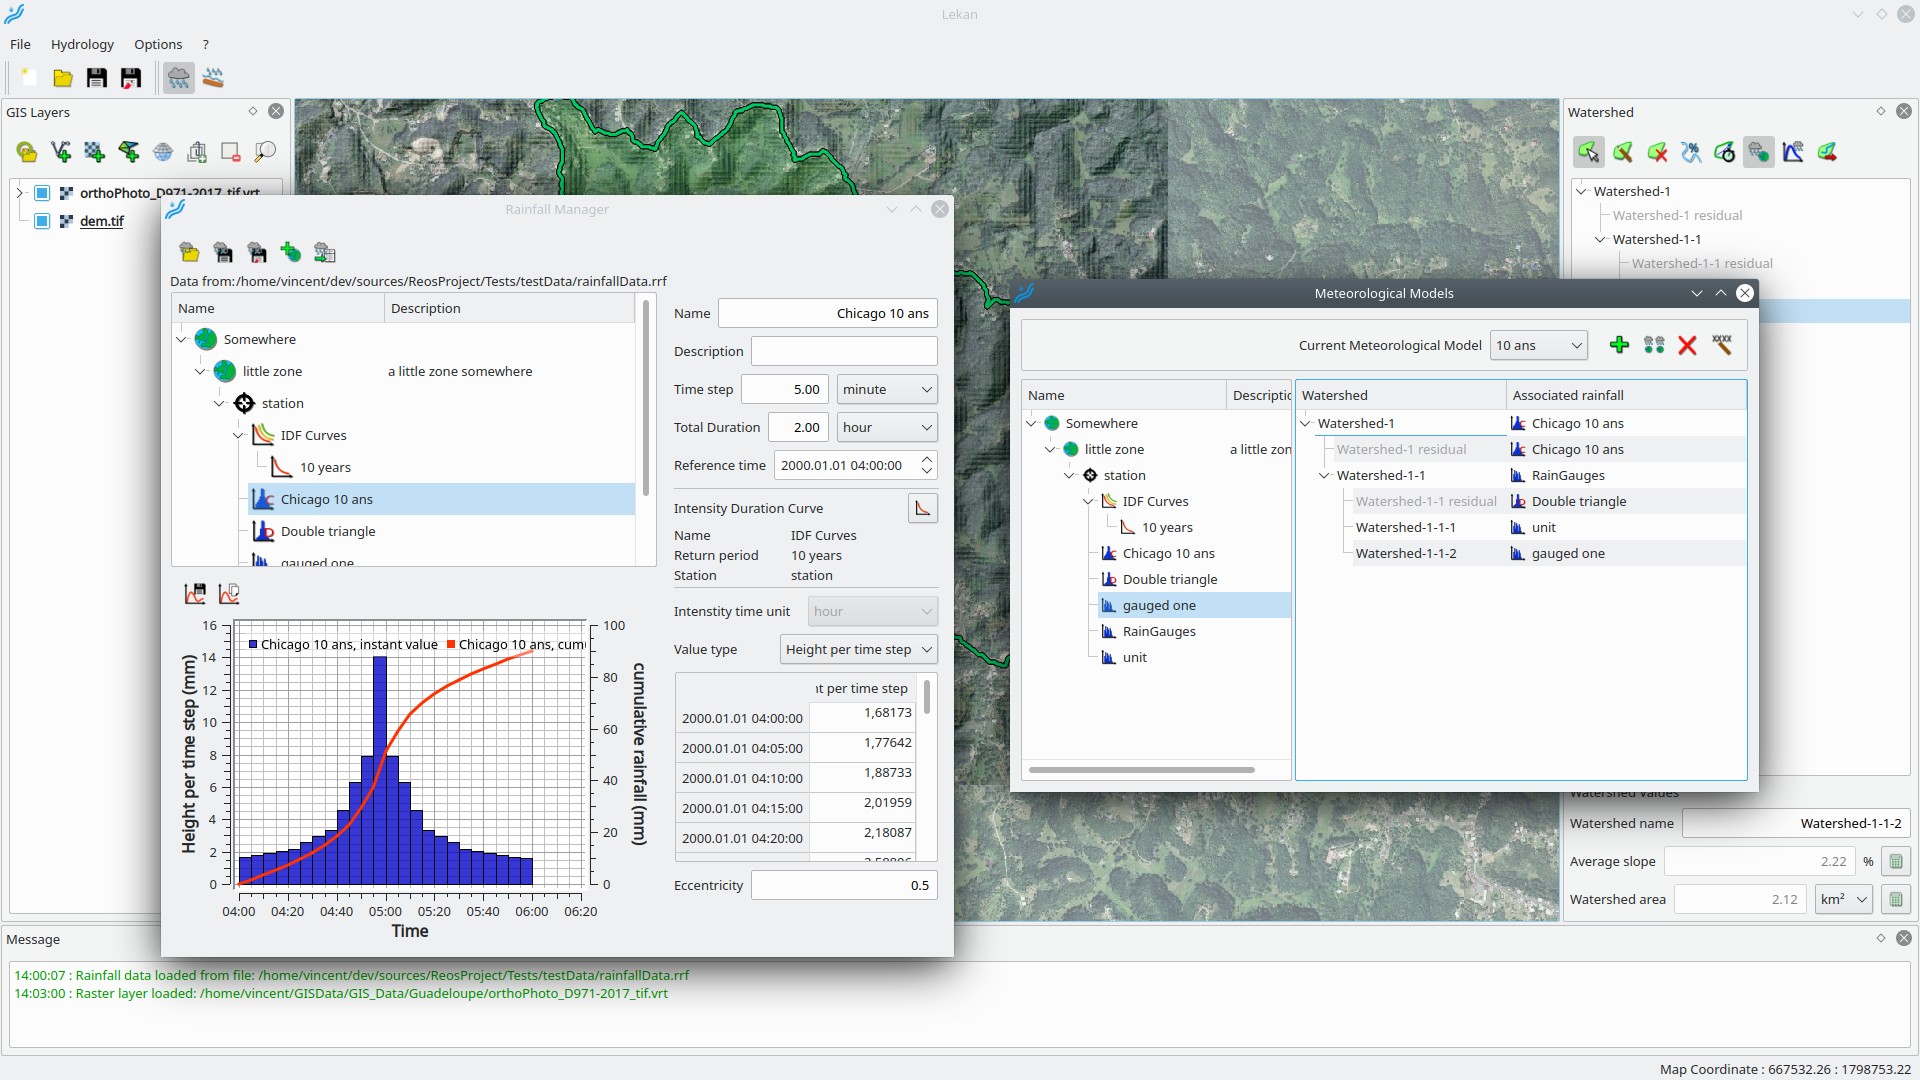 Lekan
File Hydrology Options ?
GIS Layers
orthoPhoto_D971-2017_tif.vrt
dem.tif
Rainfall Manager
Data from:/home/vincent/dev/sources/ReosProject/Tests/testData/rainfallData.rrf
Name Description
Somewhere
little zone a little zone somewhere
station
IDF Curves
10 years
Chicago 10 ans
Double triangle
gauged one
Name Chicago 10 ans
Description
Time step 5.00 minute
Total Duration 2.00 hour
Reference time 2000.01.01 04:00:00
Intensity Duration Curve
Name IDF Curves
Return period 10 years
Station station
Intenstity time unit hour
Value type Height per time step
ıt per time step
2000.01.01 04:00:00 1,68173
2000.01.01 04:05:00 1,77642
2000.01.01 04:10:00 1,88733
2000.01.01 04:15:00 2,01959
2000.01.01 04:20:00 2,18087
Eccentricity 0.5
Chicago 10 ans, instant value Chicago 10 ans, cum
Height per time step (mm)
16
14
12
10
8
6
4
2
0
100
80
60
40
20
0
cumulative rainfall (mm)
04:00 04:20 04:40 05:00 05:20 05:40 06:00 06:20
Time
Meteorological Models
Current Meteorological Model 10 ans
Name Descriptic
Somewhere
little zone a little zon
station
IDF Curves
10 years
Chicago 10 ans
Double triangle
gauged one
RainGauges
unit
Watershed Associated rainfall
Watershed-1 Chicago 10 ans
Watershed-1 residual Chicago 10 ans
Watershed-1-1 RainGauges
Watershed-1-1 residual Double triangle
Watershed-1-1-1 unit
Watershed-1-1-2 gauged one
Watershed
Watershed-1
Watershed-1 residual
Watershed-1-1
Watershed-1-1 residual
Watershed Values
Watershed name Watershed-1-1-2
Average slope 2.22 %
Watershed area 2.12 km²
Message
14:00:07 : Rainfall data loaded from file: /home/vincent/dev/sources/ReosProject/Tests/testData/rainfallData.rrf
14:03:00 : Raster layer loaded: /home/vincent/GISData/GIS_Data/Guadeloupe/orthoPhoto_D971-2017_tif.vrt
Map Coordinate : 667532.26 : 1798753.22